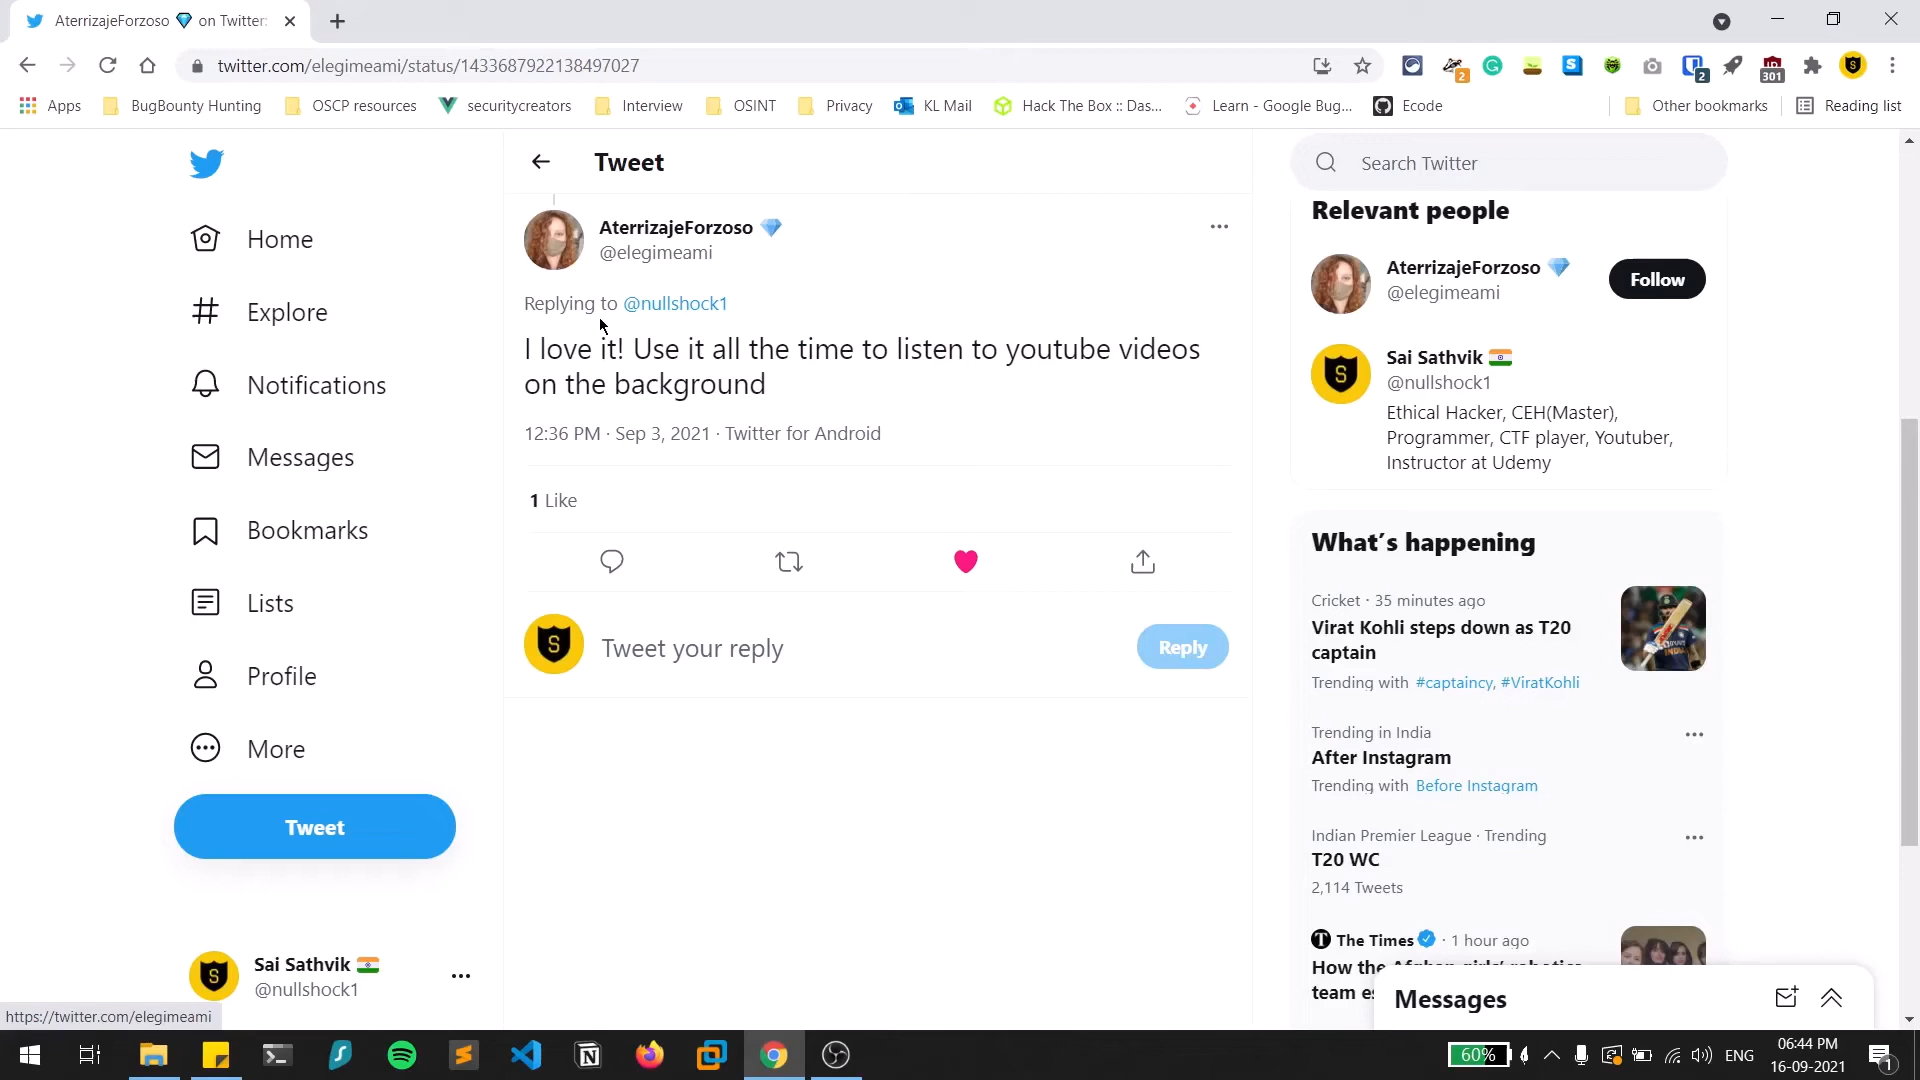 AterrizajeForzoso 💎 on Twitter:
twitter.com/elegimeami/status/1433687922138497027
2
2
301
Apps
BugBounty Hunting
OSCP resources
securitycreators
Interview
OSINT
Privacy
KL Mail
Hack The Box :: Das...
Learn - Google Bug...
Ecode
Other bookmarks
Reading list
Home
Explore
Notifications
Messages
Bookmarks
Lists
Profile
More
Tweet
Sai Sathvik 🇮🇳
@nullshock1
https://twitter.com/elegimeami
Tweet
AterrizajeForzoso 💎
@elegimeami
Replying to @nullshock1
I love it! Use it all the time to listen to youtube videos
on the background
12:36 PM · Sep 3, 2021 · Twitter for Android
1 Like
S
Tweet your reply
Reply
Search Twitter
Relevant people
AterrizajeForzoso 💎
@elegimeami
Follow
S
Sai Sathvik 🇮🇳
@nullshock1
Ethical Hacker, CEH(Master),
Programmer, CTF player, Youtuber,
Instructor at Udemy
What's happening
Cricket · 35 minutes ago
Virat Kohli steps down as T20
captain
Trending with #captaincy, #ViratKohli
Trending in India
After Instagram
Trending with Before Instagram
Indian Premier League · Trending
T20 WC
2,114 Tweets
The Times · 1 hour ago
How the
team es
Messages
60%
ENG
06:44 PM
16-09-2021
1